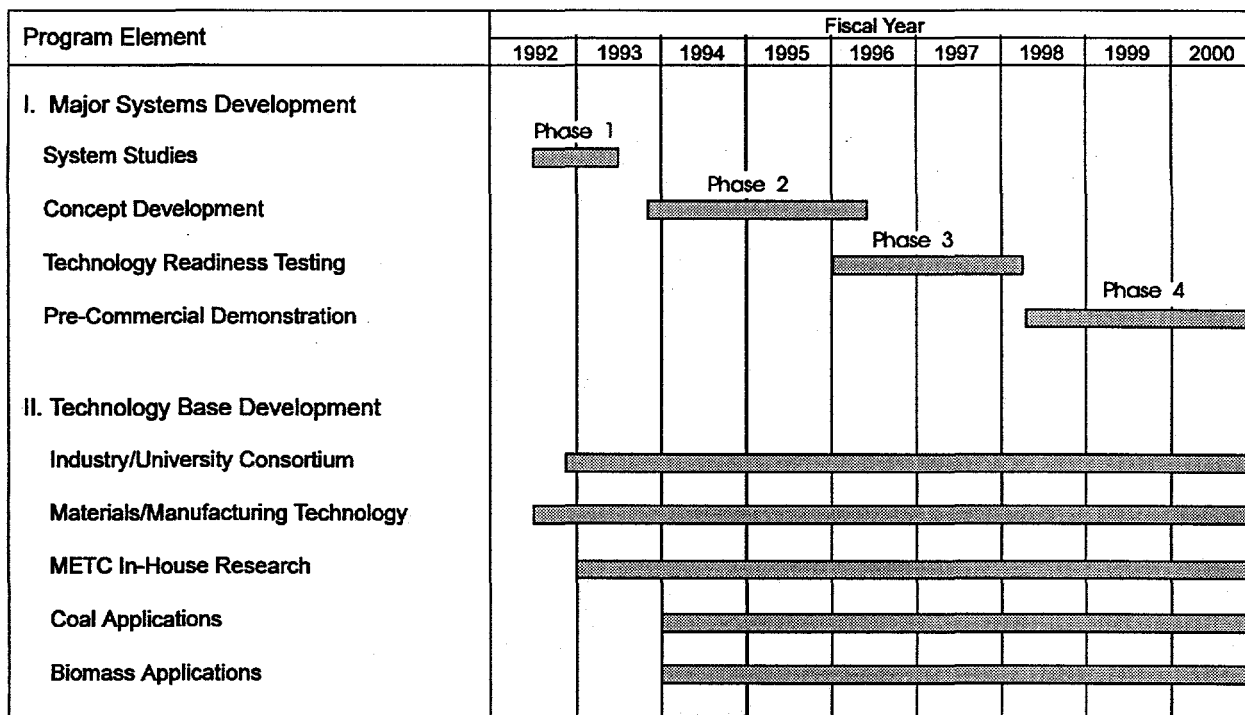 Program Element
Fiscal Year
1992 1993 1994 1995 1996 1997 1998 1999 2000
I. Major Systems Development
Phase 1
System Studies
Phase 2
Concept Development
Phase 3
Technology Readiness Testing
Phase 4
Pre-Commercial Demonstration
II. Technology Base Development
Industry/University Consortium
Materials/Manufacturing Technology
METC In-House Research
Coal Applications
Biomass Applications